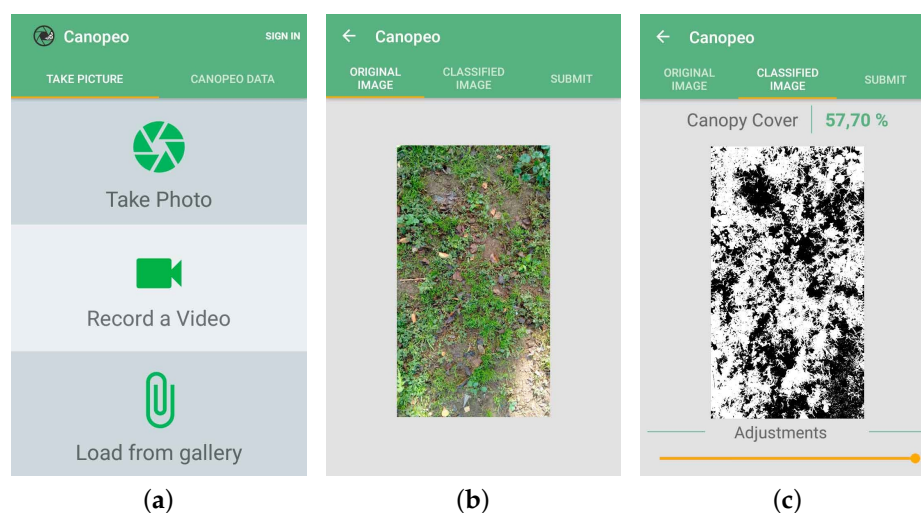 Canopeo
SIGN IN
TAKE PICTURE
CANOPEO DATA
Take Photo
Record a Video
Load from gallery
(a)
← Canopeo
ORIGINAL
IMAGE
CLASSIFIED
IMAGE
SUBMIT
(b)
← Canopeo
ORIGINAL
IMAGE
CLASSIFIED
IMAGE
SUBMIT
Canopy Cover
57,70 %
Adjustments
(c)